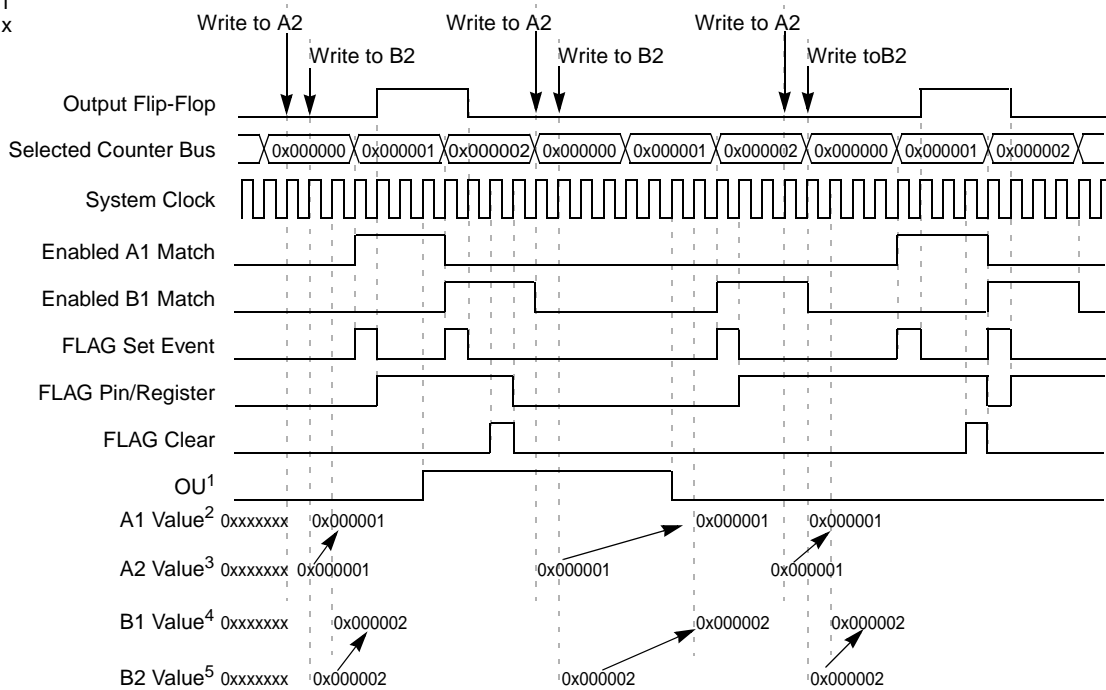 x
Write to A2 Write to A2 Write to A2
Write to B2 Write to B2 Write toB2
Output Flip-Flop
Selected Counter Bus 0x000000 0x000001 0x000002 0x000000 0x000001 0x000002 0x000000 0x000001 0x000002
System Clock
Enabled A1 Match
Enabled B1 Match
FLAG Set Event
FLAG Pin/Register
FLAG Clear
OU1
A1 Value2 0xxxxxxx 0x000001 0x000001 0x000001
A2 Value3 0xxxxxxx 0x000001 0x000001 0x000001
B1 Value4 0xxxxxxx 0x000002 0x000002 0x000002
B2 Value5 0xxxxxxx 0x000002 0x000002 0x000002